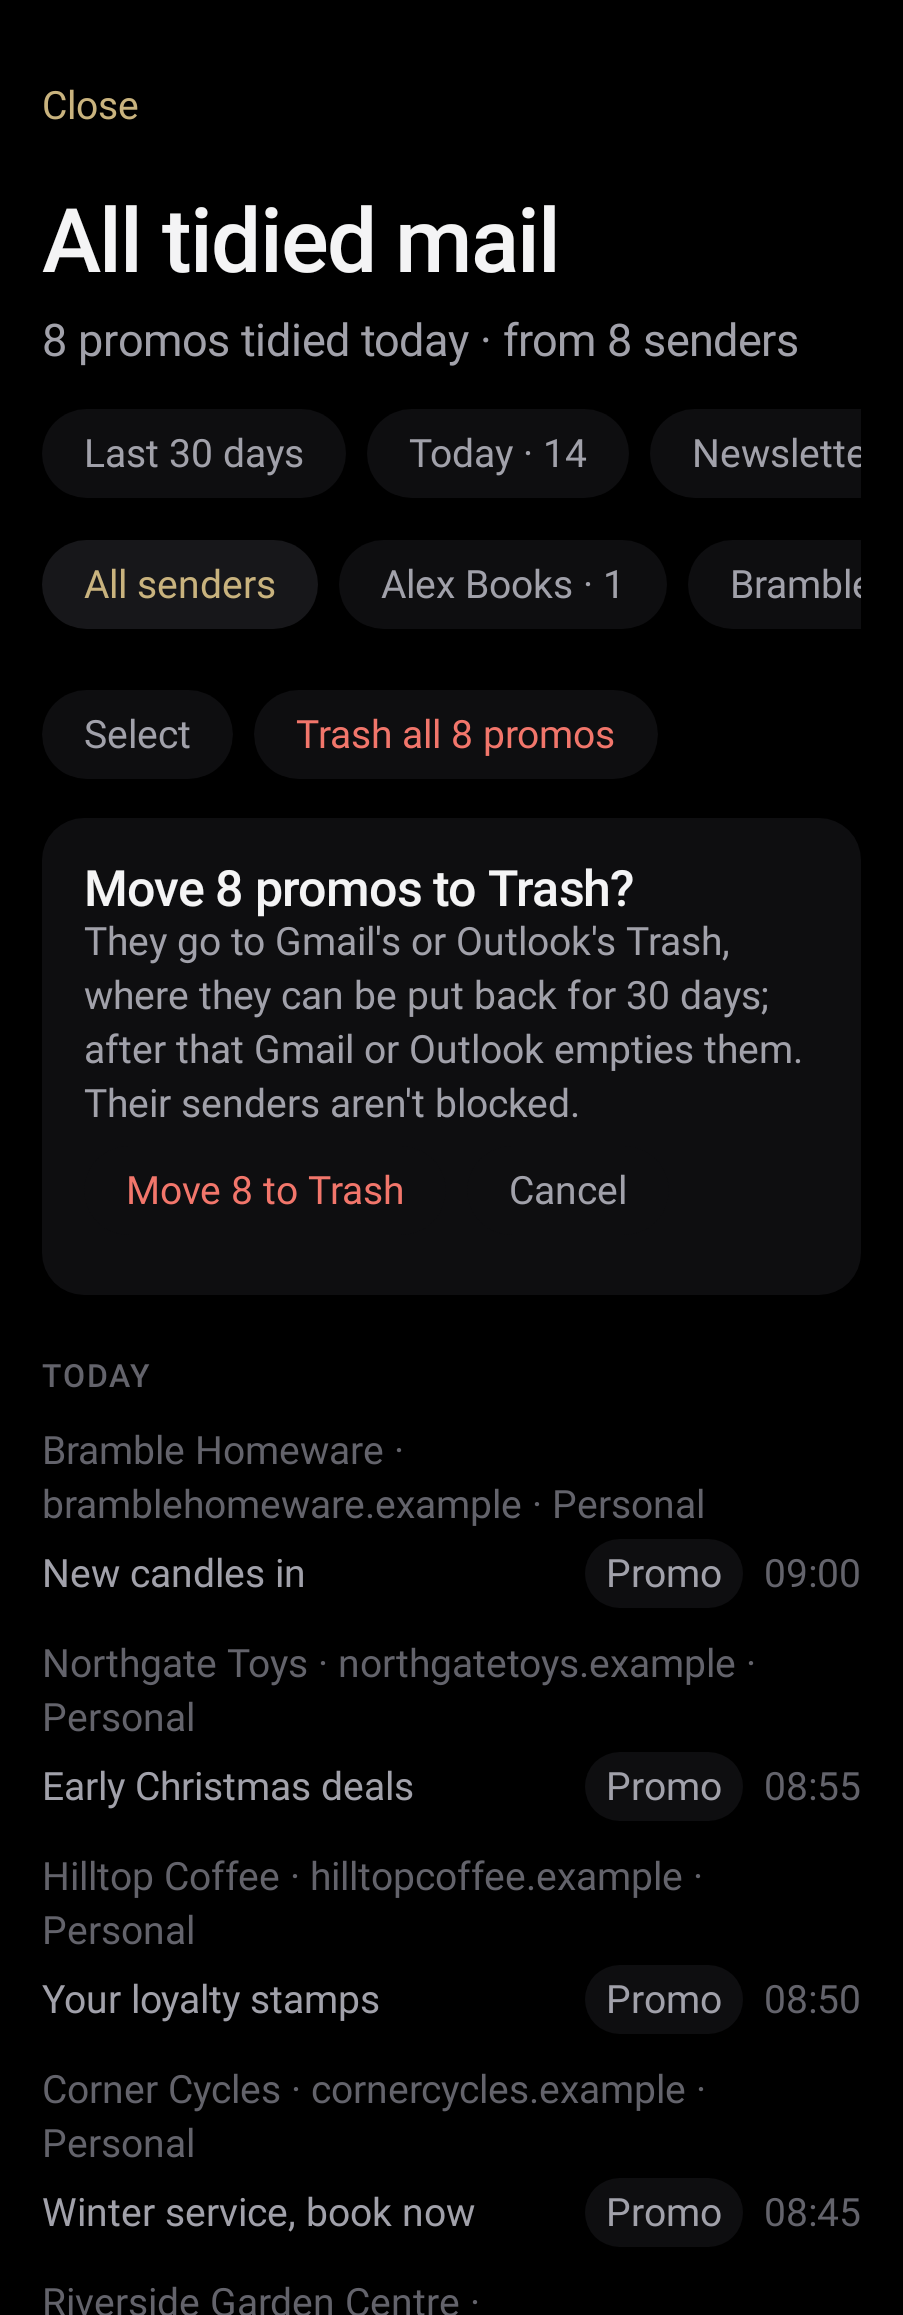 Close
All tidied mail
8 promos tidied today · from 8 senders
Last 30 days
Today · 14
Newslette
All senders
Alex Books · 1
Bramble
Select
Trash all 8 promos
Move 8 promos to Trash?
They go to Gmail's or Outlook's Trash,
where they can be put back for 30 days;
after that Gmail or Outlook empties them.
Their senders aren't blocked.
Move 8 to Trash
Cancel
TODAY
Bramble Homeware ·
bramblehomeware.example · Personal
New candles in
Promo
09:00
Northgate Toys · northgatetoys.example ·
Personal
Early Christmas deals
Promo
08:55
Hilltop Coffee · hilltopcoffee.example ·
Personal
Your loyalty stamps
Promo
08:50
Corner Cycles · cornercycles.example ·
Personal
Winter service, book now
Promo
08:45
Riverside Garden Centre ·